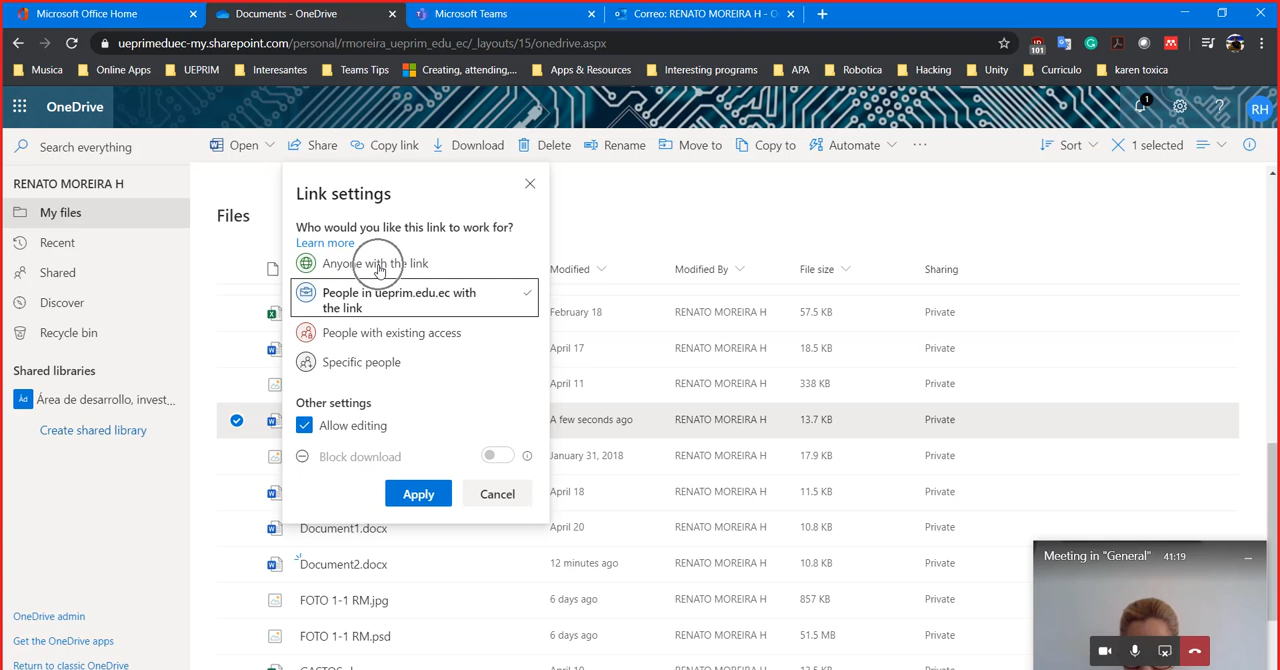 Microsoft Office Home
Documents - OneDrive
Microsoft Teams
Correo: RENATO MOREIRA H - O
ueprimeduec-my.sharepoint.com/personal/rmoreira_ueprim_edu_ec/_layouts/15/onedrive.aspx
101
Musica
Online Apps
UEPRIM
Interesantes
Teams Tips
Creating, attending,...
Apps & Resources
Interesting programs
APA
Robotica
Hacking
Unity
Curriculo
karen toxica
OneDrive
1
RH
Search everything
Open
Share
Copy link
Download
Delete
Rename
Move to
Copy to
Automate
...
Sort
1 selected
RENATO MOREIRA H
My files
Recent
Shared
Discover
Recycle bin
Shared libraries
Ad
Área de desarrollo, invest...
Create shared library
OneDrive admin
Get the OneDrive apps
Return to classic OneDrive
Files
Link settings
Who would you like this link to work for?
Learn more
Anyone with the link
People in ueprim.edu.ec with
the link
People with existing access
Specific people
Other settings
Allow editing
Block download
Apply
Cancel
Modified
Modified By
File size
Sharing
February 18 RENATO MOREIRA H 57.5 KB Private
April 17 RENATO MOREIRA H 18.5 KB Private
April 11 RENATO MOREIRA H 338 KB Private
A few seconds ago RENATO MOREIRA H 13.7 KB Private
January 31, 2018 RENATO MOREIRA H 17.9 KB Private
April 18 RENATO MOREIRA H 11.5 KB Private
Document1.docx April 20 RENATO MOREIRA H 10.8 KB Private
Document2.docx 12 minutes ago RENATO MOREIRA H 10.8 KB Private
FOTO 1-1 RM.jpg 6 days ago RENATO MOREIRA H 857 KB Private
FOTO 1-1 RM.psd 6 days ago RENATO MOREIRA H 51.5 MB Private
Meeting in "General" 41:19